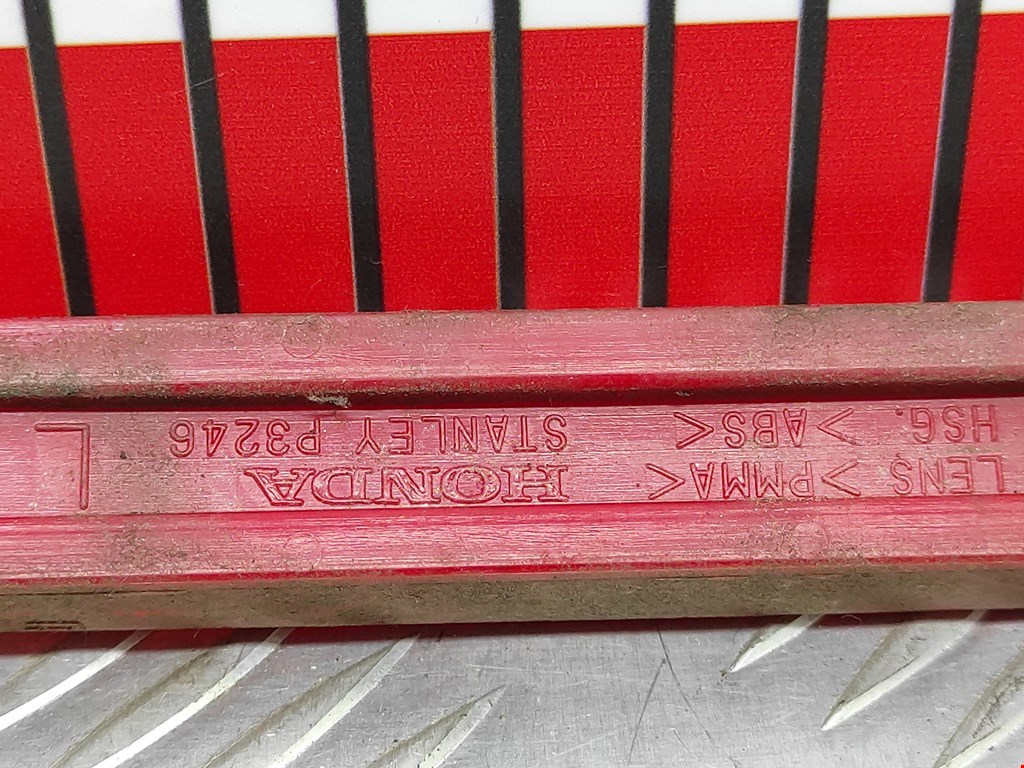 LENS >PMMA< HONDA L
HSG. >ABS< STANLEY P3246